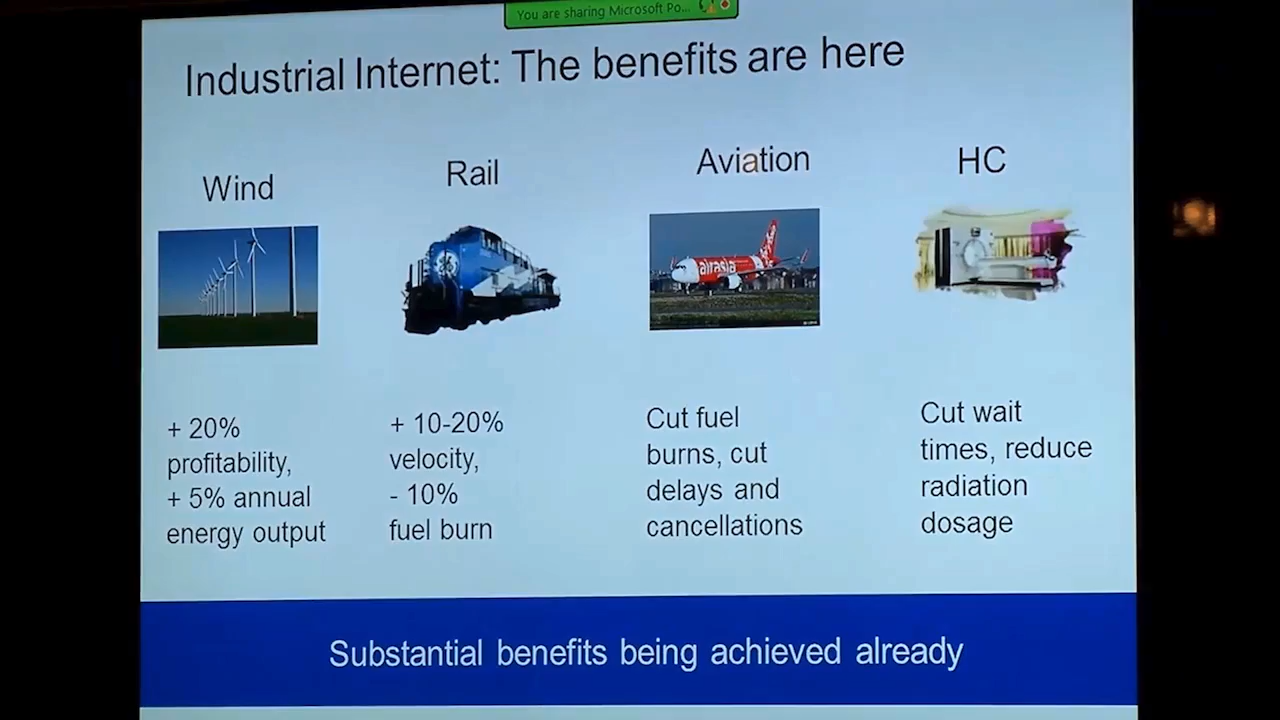 You are sharing Microsoft Po...
Industrial Internet: The benefits are here
Wind
Rail
Aviation
HC
airasia
+ 20%
profitability,
+ 5% annual
energy output
+ 10-20%
velocity,
- 10%
fuel burn
Cut fuel
burns, cut
delays and
cancellations
Cut wait
times, reduce
radiation
dosage
Substantial benefits being achieved already